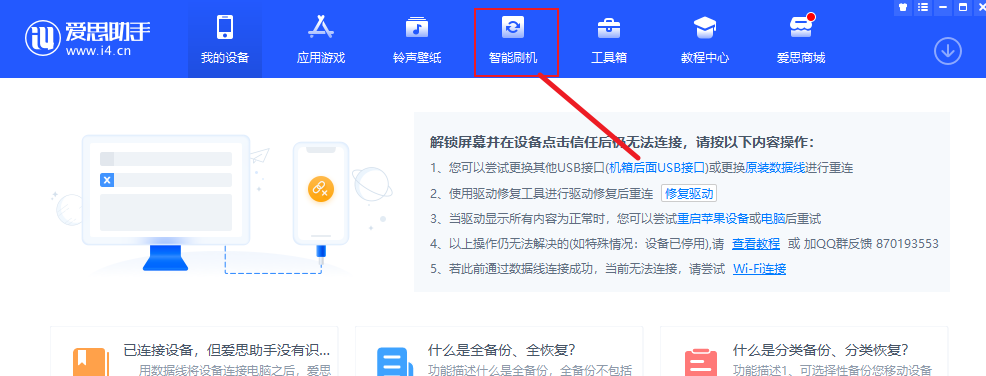 爱思助手
www.i4.cn
我的设备
应用游戏
铃声壁纸
智能刷机
工具箱
教程中心
爱思商城
解锁屏幕并在设备点击信任后仍无法连接，请按以下内容操作：
1、您可以尝试更换其他USB接口(机箱后面USB接口)或更换原装数据线进行重连
2、使用驱动修复工具进行驱动修复后重连 修复驱动
3、当驱动显示所有内容为正常时，您可以尝试重启苹果设备或电脑后重试
4、以上操作仍无法解决的(如特殊情况：设备已停用),请 查看教程 或 加QQ群反馈 870193553
5、若此前通过数据线连接成功，当前无法连接，请尝试 Wi-Fi连接
已连接设备，但爱思助手没有识...
用数据线将设备连接电脑之后，爱思
什么是全备份、全恢复?
功能描述什么是全备份，全备份不包括
什么是分类备份、分类恢复?
功能描述1、可选择性备份您移动设备